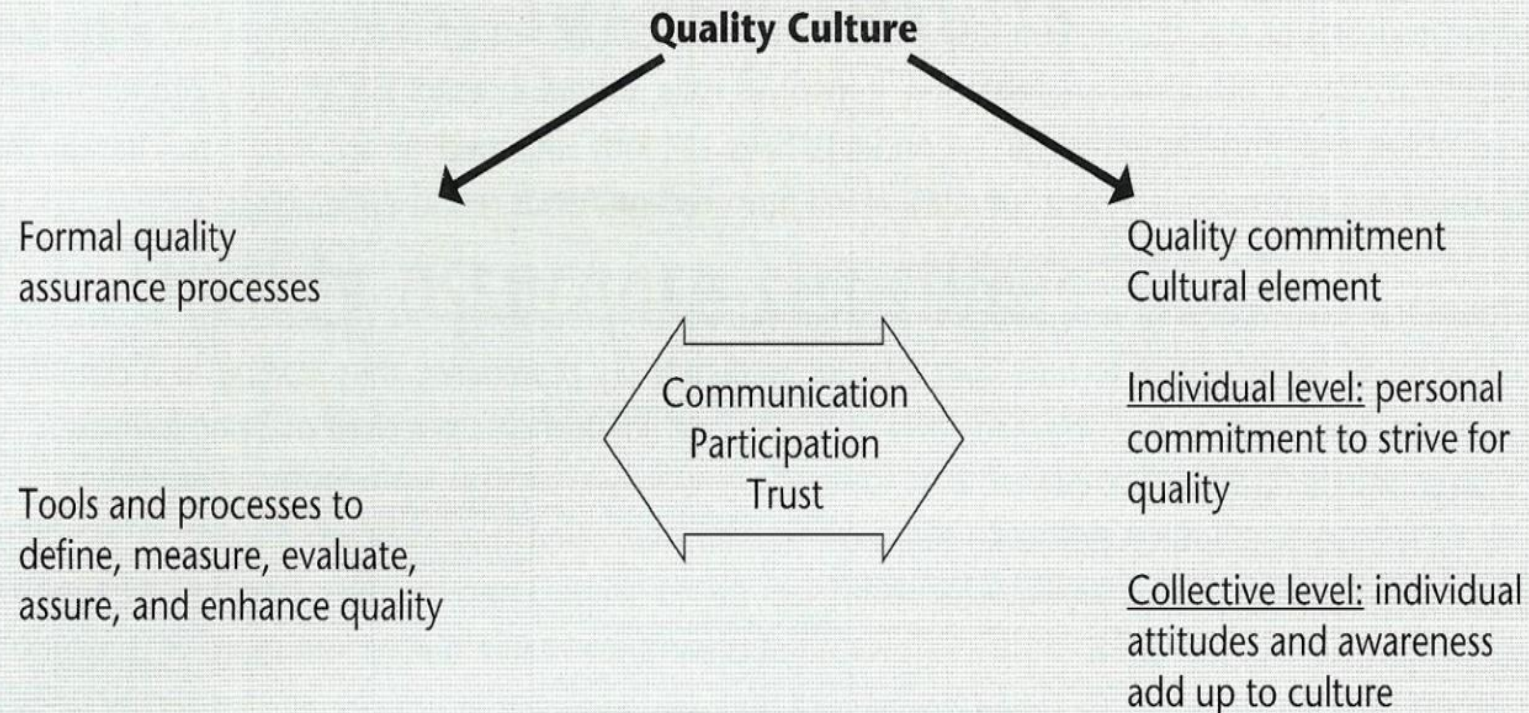 Quality Culture
Formal quality
assurance processes
Tools and processes to
define, measure, evaluate,
assure, and enhance quality
Communication
Participation
Trust
Quality commitment
Cultural element
Individual level: personal
commitment to strive for
quality
Collective level: individual
attitudes and awareness
add up to culture